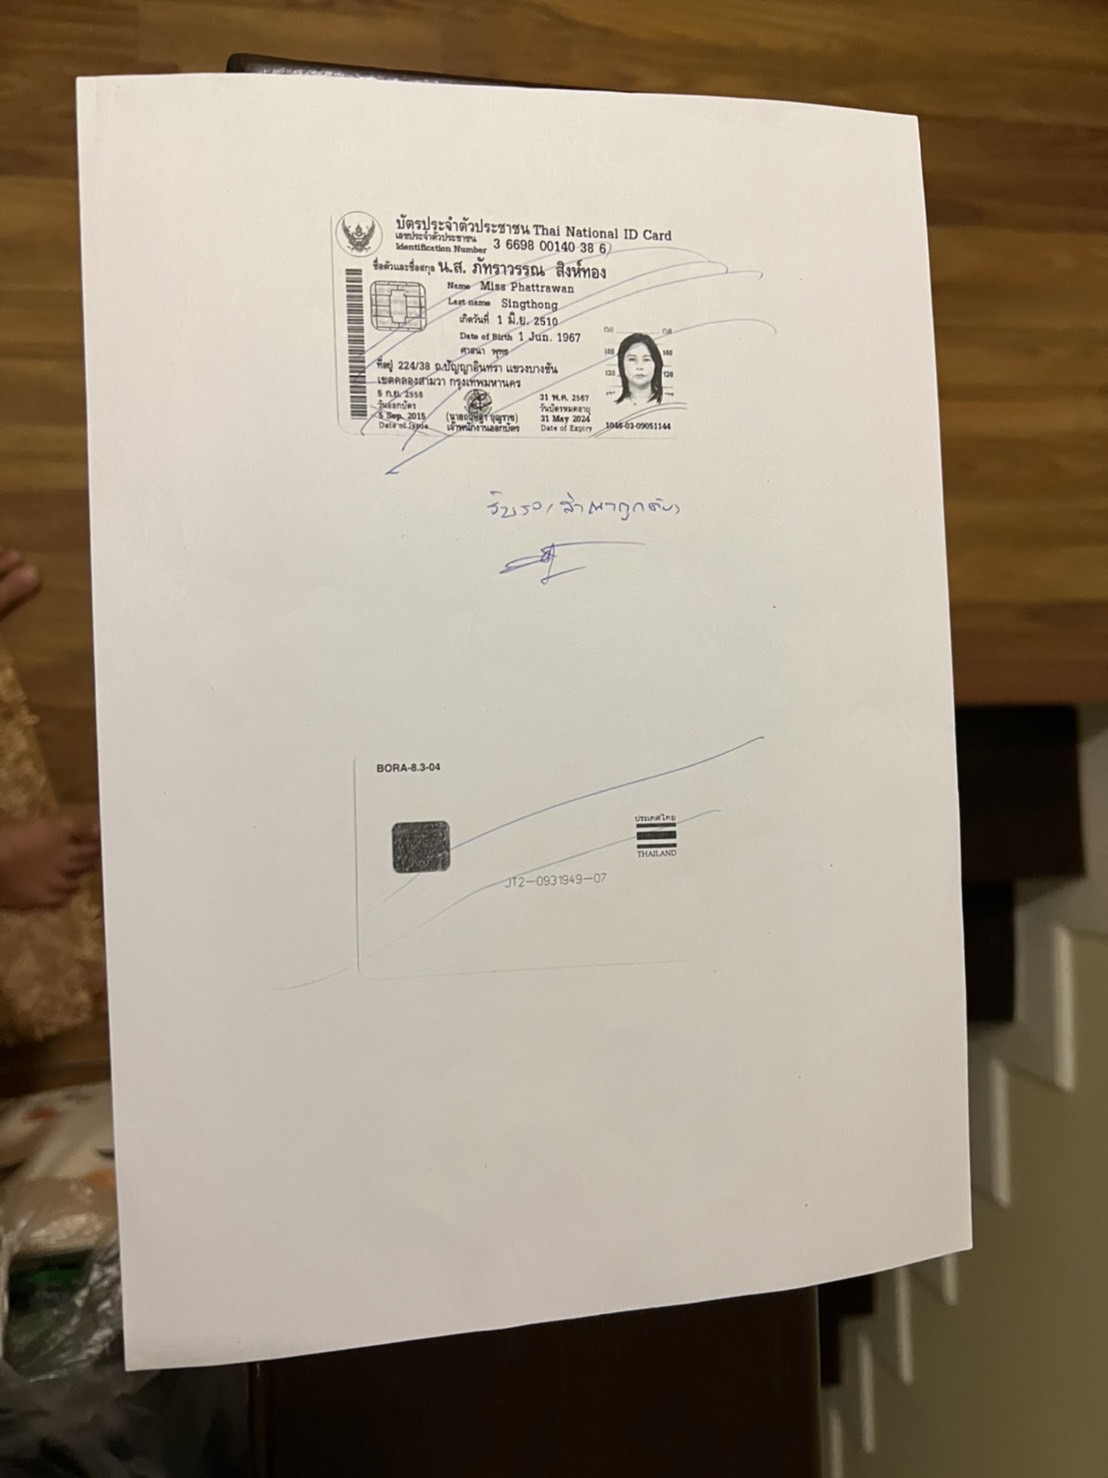 บัตรประจำตัวประชาชน Thai National ID Card
เลขประจำตัวประชาชน
Identification Number 3 6698 00140 38 6
ชื่อตัวและชื่อสกุล น.ส. ภัทราวรรณ สิงห์ทอง
Name Miss Phattrawan
Last name Singthong
เกิดวันที่ 1 มิ.ย. 2510
Date of Birth 1 Jun. 1967
ศาสนา พุทธ
ที่อยู่ 224/38 ถ.ปัญญาอินทรา แขวงบางชัน
เขตคลองสามวา กรุงเทพมหานคร
5 ก.ย. 2558
วันออกบัตร
5 Sep. 2015
Date of Issue
เจ้าพนักงานออกบัตร
31 พ.ค. 2567
วันบัตรหมดอายุ
31 May 2024
Date of Expiry
150 150
140 140
130 130
1046-03-09051144
รับรองสำเนาถูกต้อง
BORA-8.3-04
ประเทศไทย
THAILAND
JT2-0931949-07